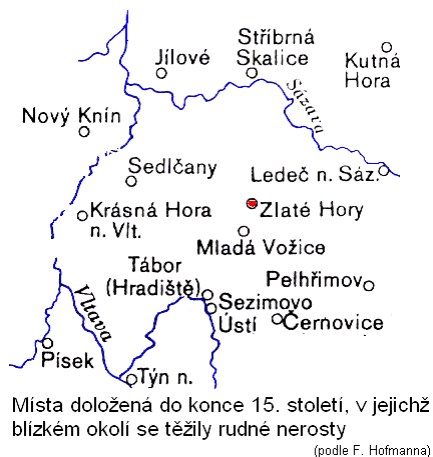 Stříbrná
Jílové
Skalice
Kutná
Hora
Sázava
Nový Knín
Sedlčany
Ledeč n. Sáz.
Krásná Hora
n. Vlt.
Zlaté Hory
Mladá Vožice
Tábor
(Hradiště)
Pelhřimov
Vltava
Sezimovo
Ústí
Černovice
Písek
Týn n.
Místa doložená do konce 15. století, v jejichž
blízkém okolí se těžily rudné nerosty
(podle F. Hofmanna)